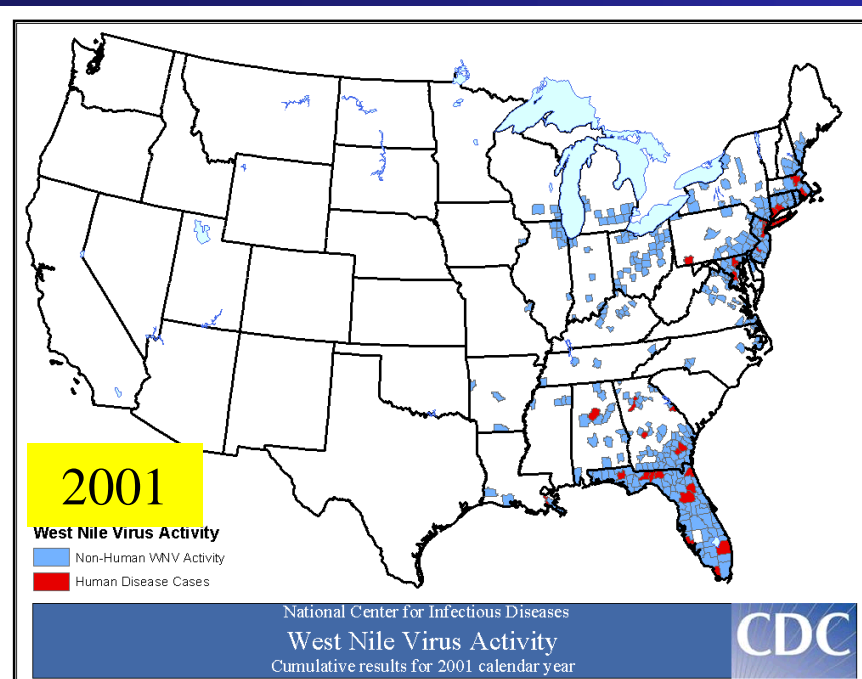 2001
West Nile Virus Activity
Non-Human WNV Activity
Human Disease Cases
National Center for Infectious Diseases
West Nile Virus Activity
Cumulative results for 2001 calendar year
CDC